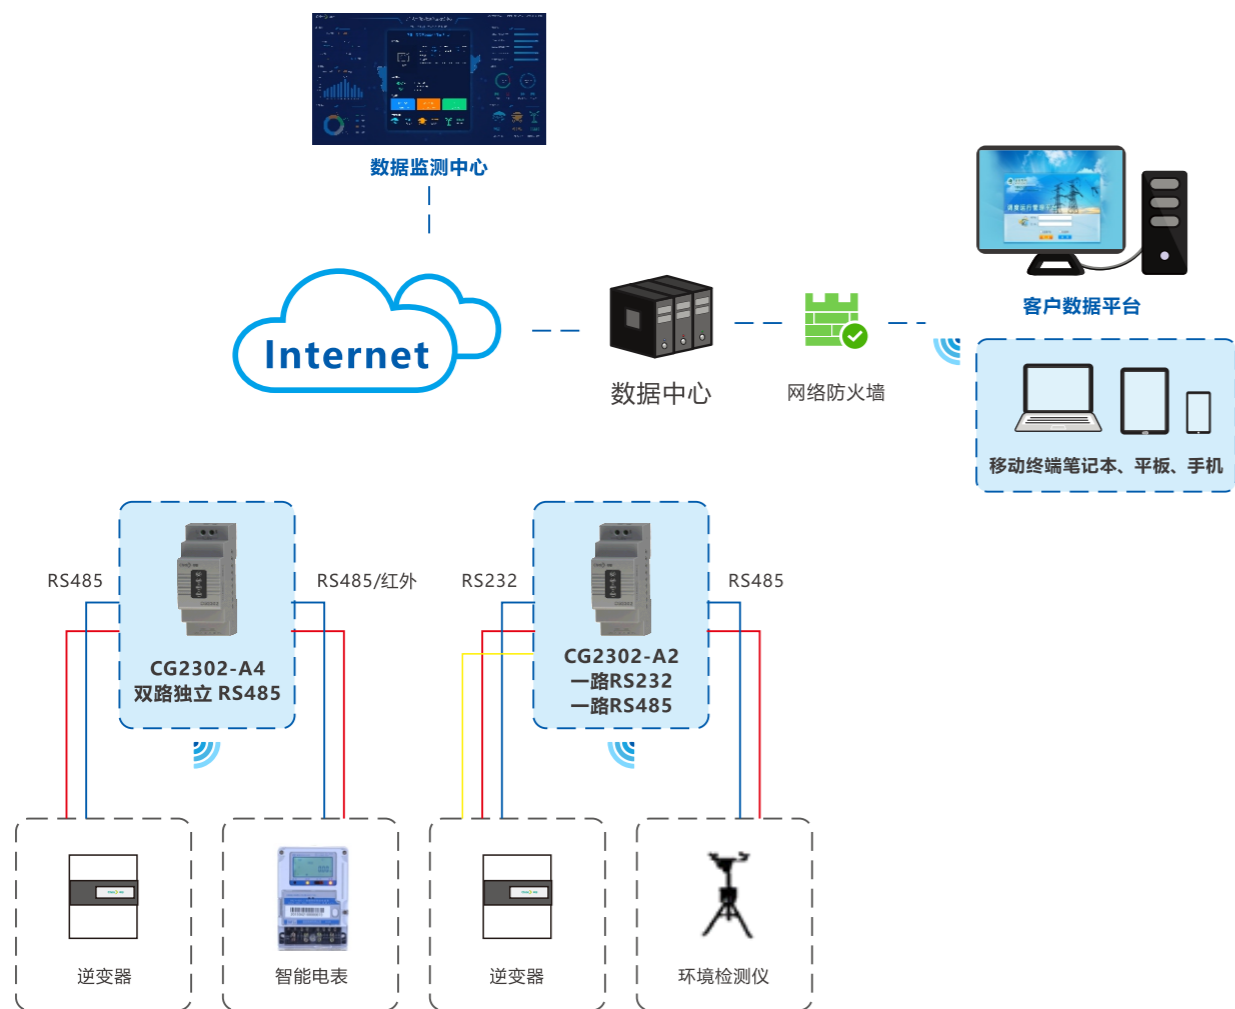 数据监测中心
Internet
数据中心
网络防火墙
客户数据平台
移动终端笔记本、平板、手机
RS485
RS485/红外
CG2302-A4
双路独立 RS485
RS232
RS485
CG2302-A2
一路RS232
一路RS485
逆变器
智能电表
逆变器
环境检测仪